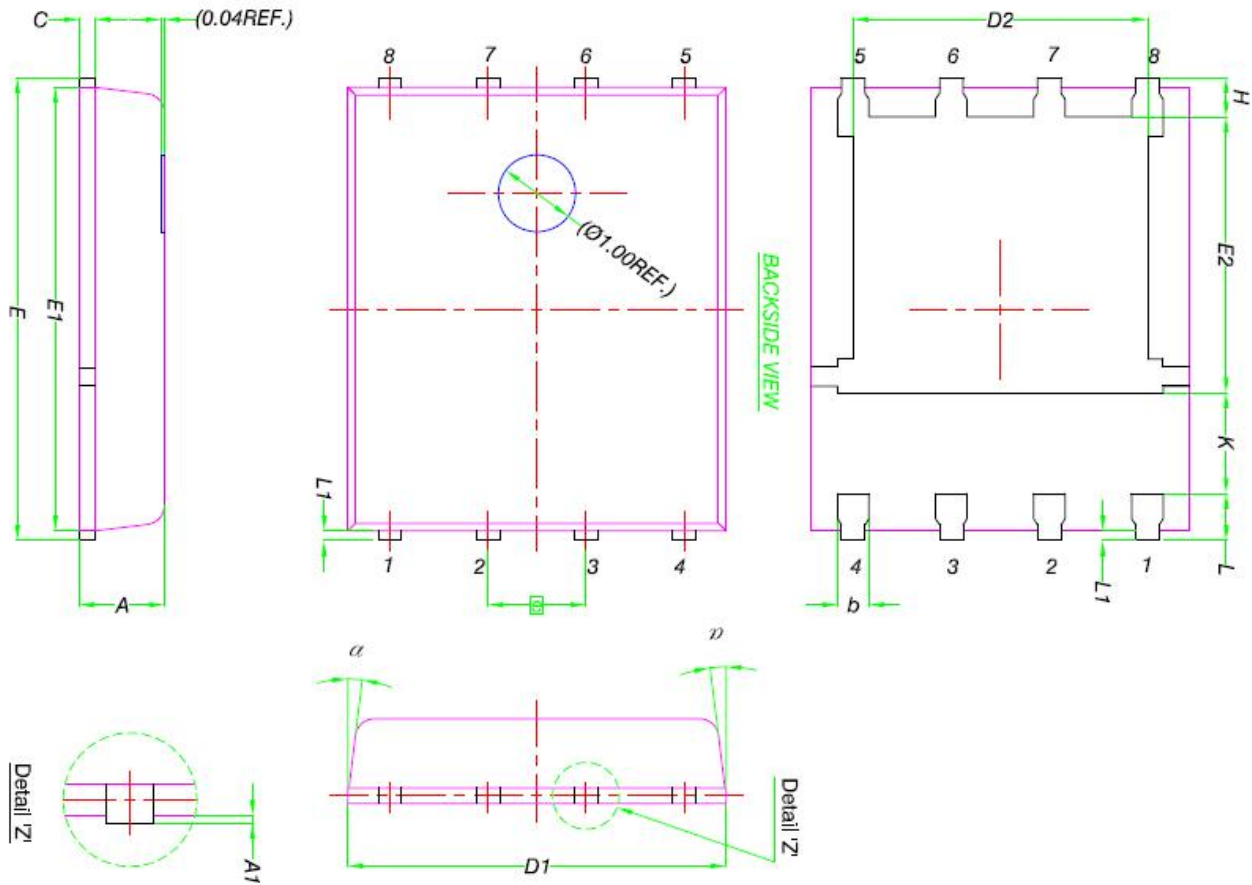 C
(0.04REF.)
E
E1
A
8 7 6 5
(Ø1.00REF.)
L1
1 2 3 4
e
BACKSIDE VIEW
D2
5 6 7 8
H
E2
K
L
L1
4 3 2 1
b
α
α
Detail 'Z'
D1
Detail 'Z'
A1